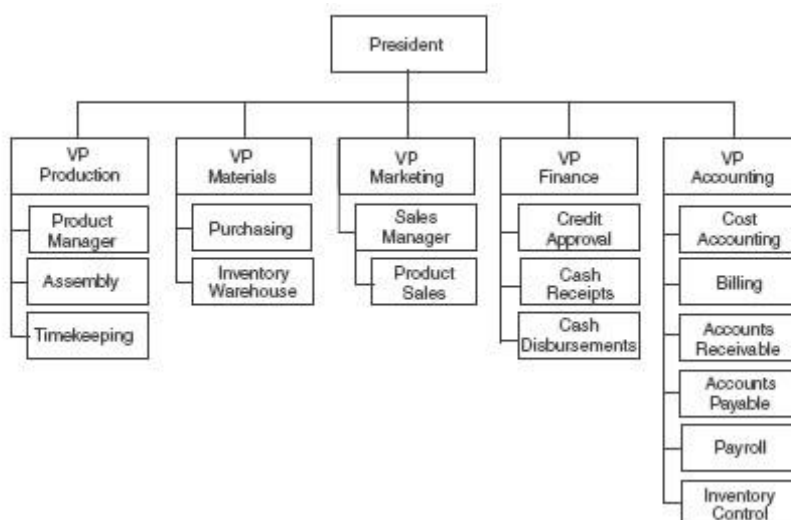 President
VP
Production
VP
Materials
VP
Marketing
VP
Finance
VP
Accounting
Product
Manager
Assembly
Timekeeping
Purchasing
Inventory
Warehouse
Sales
Manager
Product
Sales
Credit
Approval
Cash
Receipts
Cash
Disbursements
Cost
Accounting
Billing
Accounts
Receivable
Accounts
Payable
Payroll
Inventory
Control